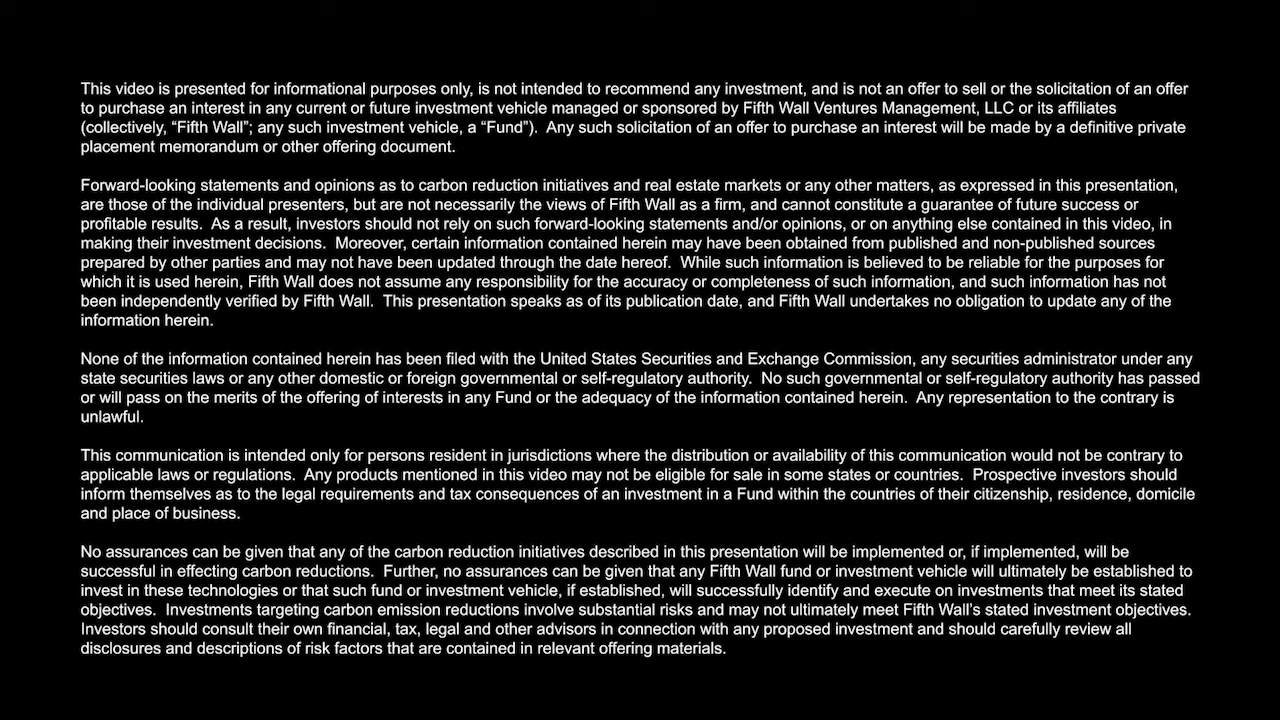 This video is presented for informational purposes only, is not intended to recommend any investment, and is not an offer to sell or the solicitation of an offer
to purchase an interest in any current or future investment vehicle managed or sponsored by Fifth Wall Ventures Management, LLC or its affiliates
(collectively, “Fifth Wall”; any such investment vehicle, a “Fund”).  Any such solicitation of an offer to purchase an interest will be made by a definitive private
placement memorandum or other offering document.
Forward-looking statements and opinions as to carbon reduction initiatives and real estate markets or any other matters, as expressed in this presentation,
are those of the individual presenters, but are not necessarily the views of Fifth Wall as a firm, and cannot constitute a guarantee of future success or
profitable results.  As a result, investors should not rely on such forward-looking statements and/or opinions, or on anything else contained in this video, in
making their investment decisions.  Moreover, certain information contained herein may have been obtained from published and non-published sources
prepared by other parties and may not have been updated through the date hereof.  While such information is believed to be reliable for the purposes for
which it is used herein, Fifth Wall does not assume any responsibility for the accuracy or completeness of such information, and such information has not
been independently verified by Fifth Wall.  This presentation speaks as of its publication date, and Fifth Wall undertakes no obligation to update any of the
information herein.
None of the information contained herein has been filed with the United States Securities and Exchange Commission, any securities administrator under any
state securities laws or any other domestic or foreign governmental or self-regulatory authority.  No such governmental or self-regulatory authority has passed
or will pass on the merits of the offering of interests in any Fund or the adequacy of the information contained herein.  Any representation to the contrary is
unlawful.
This communication is intended only for persons resident in jurisdictions where the distribution or availability of this communication would not be contrary to
applicable laws or regulations.  Any products mentioned in this video may not be eligible for sale in some states or countries.  Prospective investors should
inform themselves as to the legal requirements and tax consequences of an investment in a Fund within the countries of their citizenship, residence, domicile
and place of business.
No assurances can be given that any of the carbon reduction initiatives described in this presentation will be implemented or, if implemented, will be
successful in effecting carbon reductions.  Further, no assurances can be given that any Fifth Wall fund or investment vehicle will ultimately be established to
invest in these technologies or that such fund or investment vehicle, if established, will successfully identify and execute on investments that meet its stated
objectives.  Investments targeting carbon emission reductions involve substantial risks and may not ultimately meet Fifth Wall’s stated investment objectives.
Investors should consult their own financial, tax, legal and other advisors in connection with any proposed investment and should carefully review all
disclosures and descriptions of risk factors that are contained in relevant offering materials.